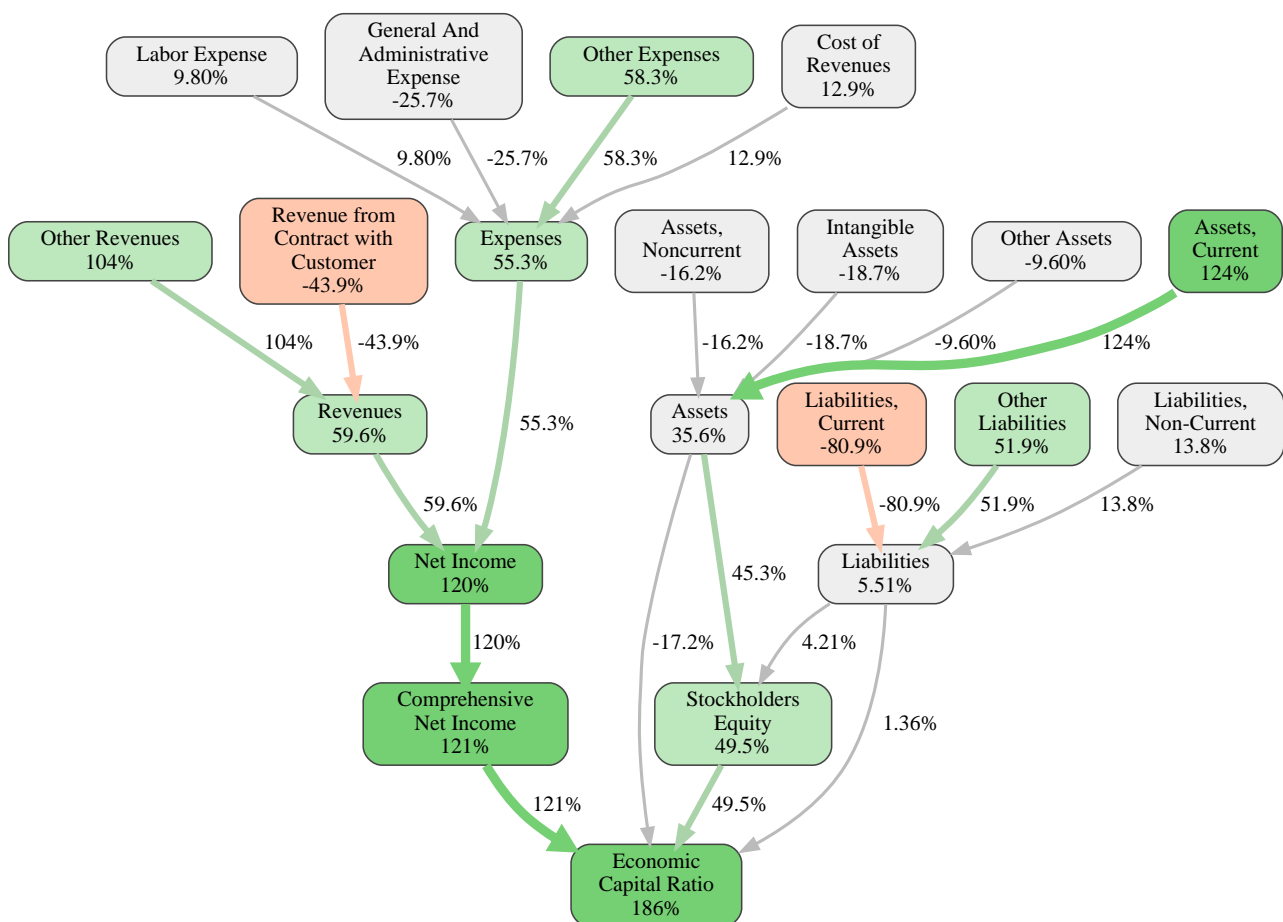 Labor Expense
9.80%
General And
Administrative
Expense
-25.7%
Other Expenses
58.3%
Cost of
Revenues
12.9%
9.80%
-25.7%
58.3%
12.9%
Other Revenues
104%
Revenue from
Contract with
Customer
-43.9%
Expenses
55.3%
Assets,
Noncurrent
-16.2%
Intangible
Assets
-18.7%
Other Assets
-9.60%
Assets,
Current
124%
104%
-43.9%
-16.2%
-18.7%
-9.60%
124%
Revenues
59.6%
55.3%
Assets
35.6%
Liabilities,
Current
-80.9%
Other
Liabilities
51.9%
Liabilities,
Non-Current
13.8%
59.6%
-80.9%
51.9%
13.8%
Net Income
120%
45.3%
Liabilities
5.51%
120%
-17.2%
4.21%
Comprehensive
Net Income
121%
Stockholders
Equity
49.5%
1.36%
121%
49.5%
Economic
Capital Ratio
186%